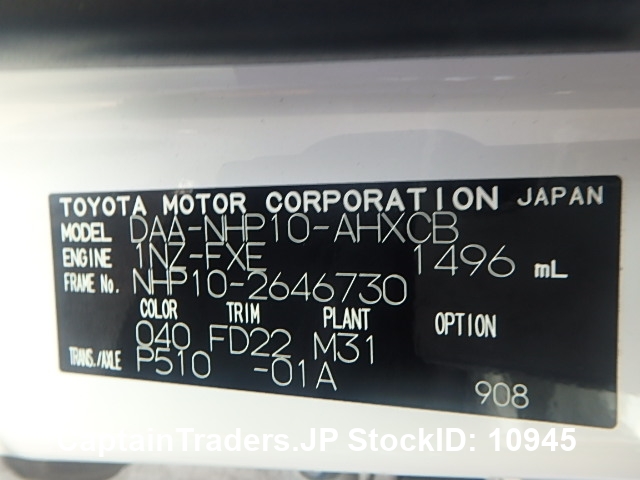 TOYOTA MOTOR CORPORATION JAPAN
MODEL DAA-NHP10-AHXCB
ENGINE 1NZ-FXE 1496 mL
FRAME No. NHP10-2646730
COLOR TRIM PLANT OPTION
040 FD22 M31
TRANS./AXLE P510 -01A
908
CaptainTraders.JP StockID: 10945